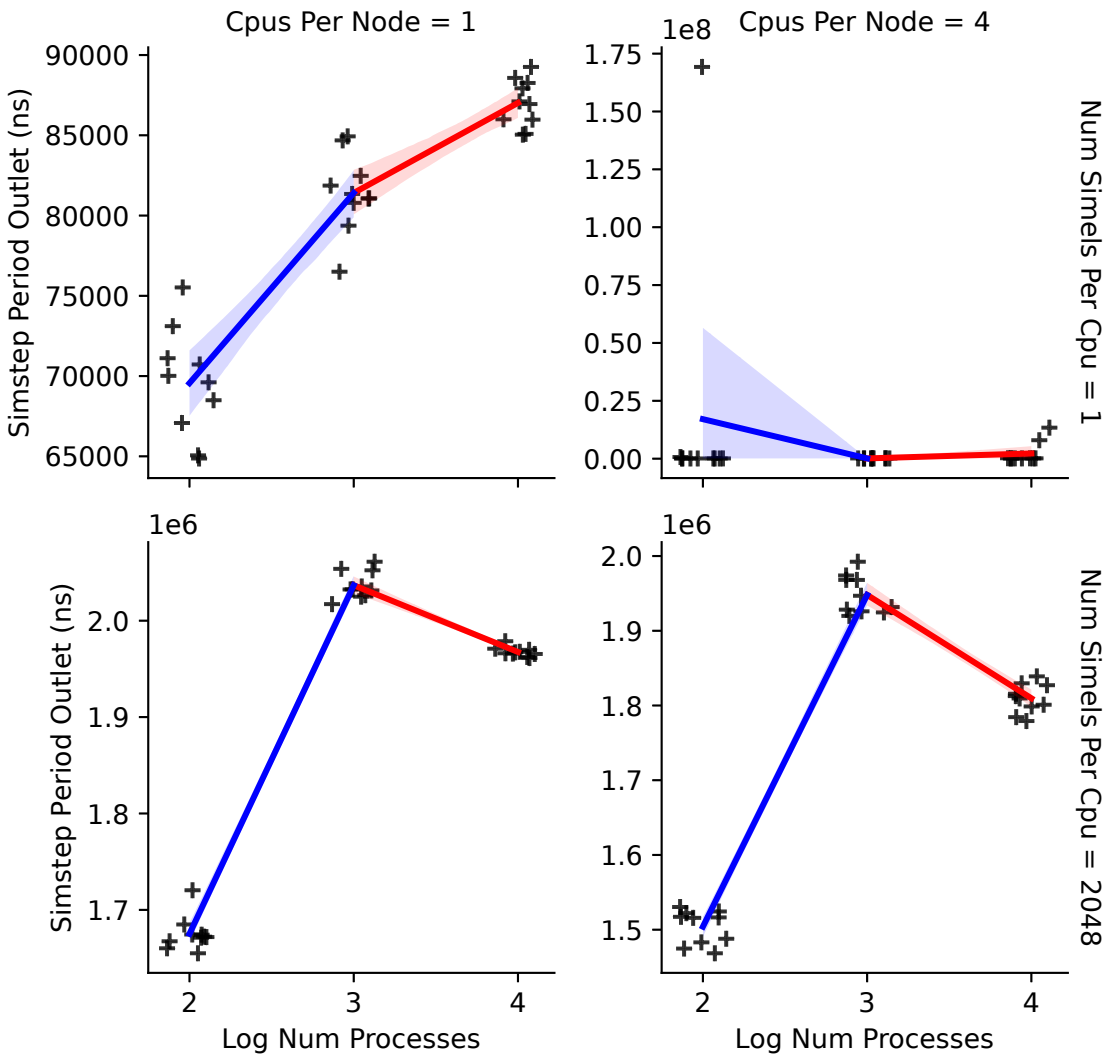 Cpus Per Node = 1
Cpus Per Node = 4
1e8
90000
85000
80000
75000
70000
65000
Simstep Period Outlet (ns)
1.75
1.50
1.25
1.00
0.75
0.50
0.25
0.00
Num Simels Per Cpu = 1
1e6
2.0
1.9
1.8
1.7
Simstep Period Outlet (ns)
2
3
4
Log Num Processes
1e6
2.0
1.9
1.8
1.7
1.6
1.5
2
3
4
Log Num Processes
Num Simels Per Cpu = 2048